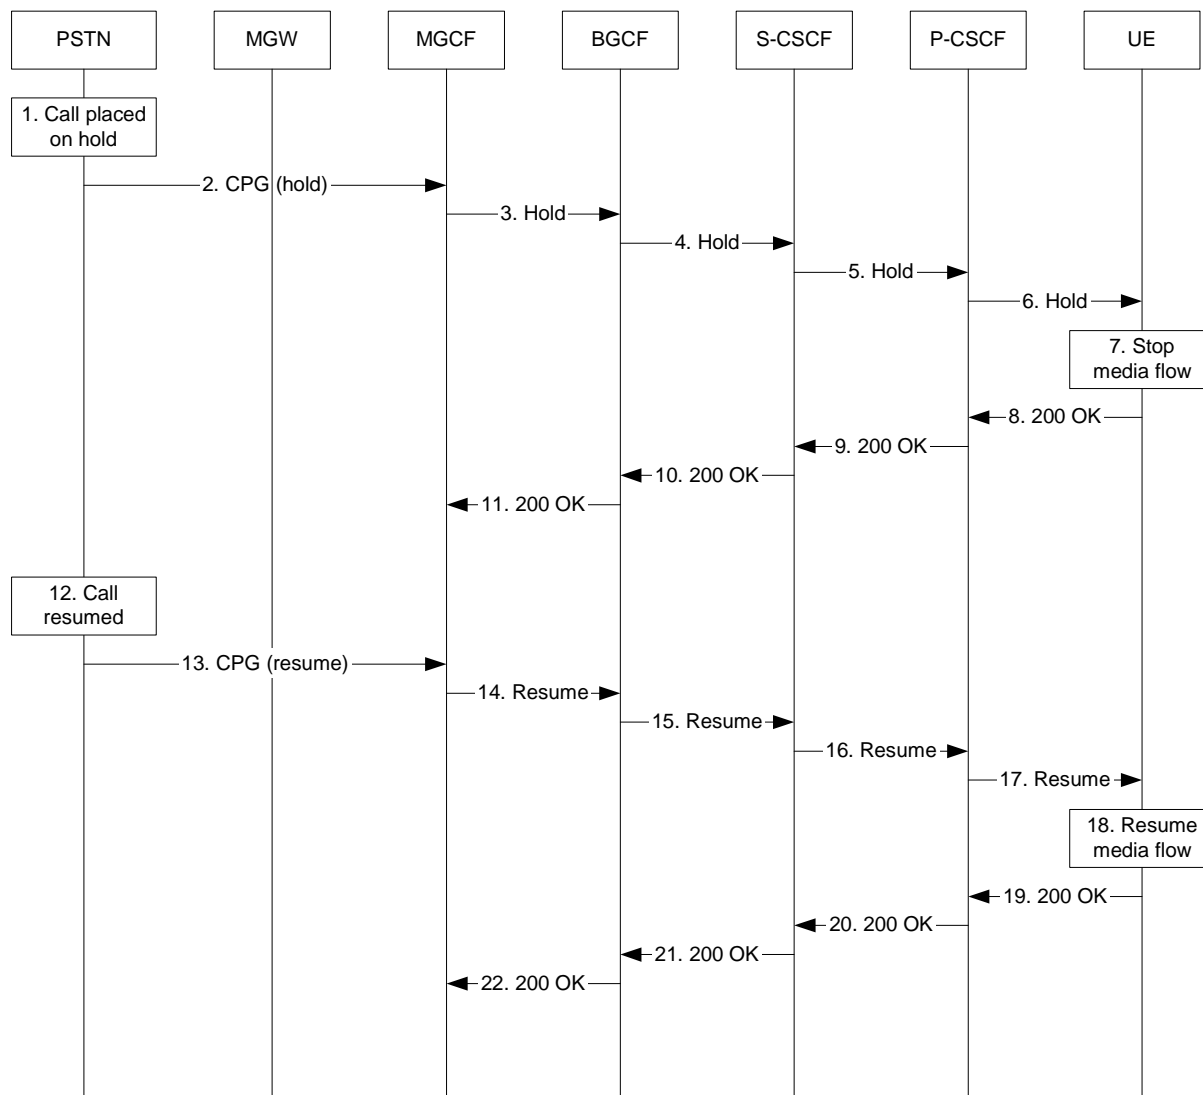 PSTN
MGW
MGCF
BGCF
S-CSCF
P-CSCF
UE
1. Call placed
on hold
2. CPG (hold)
3. Hold
4. Hold
5. Hold
6. Hold
7. Stop
media flow
8. 200 OK
9. 200 OK
10. 200 OK
11. 200 OK
12. Call
resumed
13. CPG (resume)
14. Resume
15. Resume
16. Resume
17. Resume
18. Resume
media flow
19. 200 OK
20. 200 OK
21. 200 OK
22. 200 OK